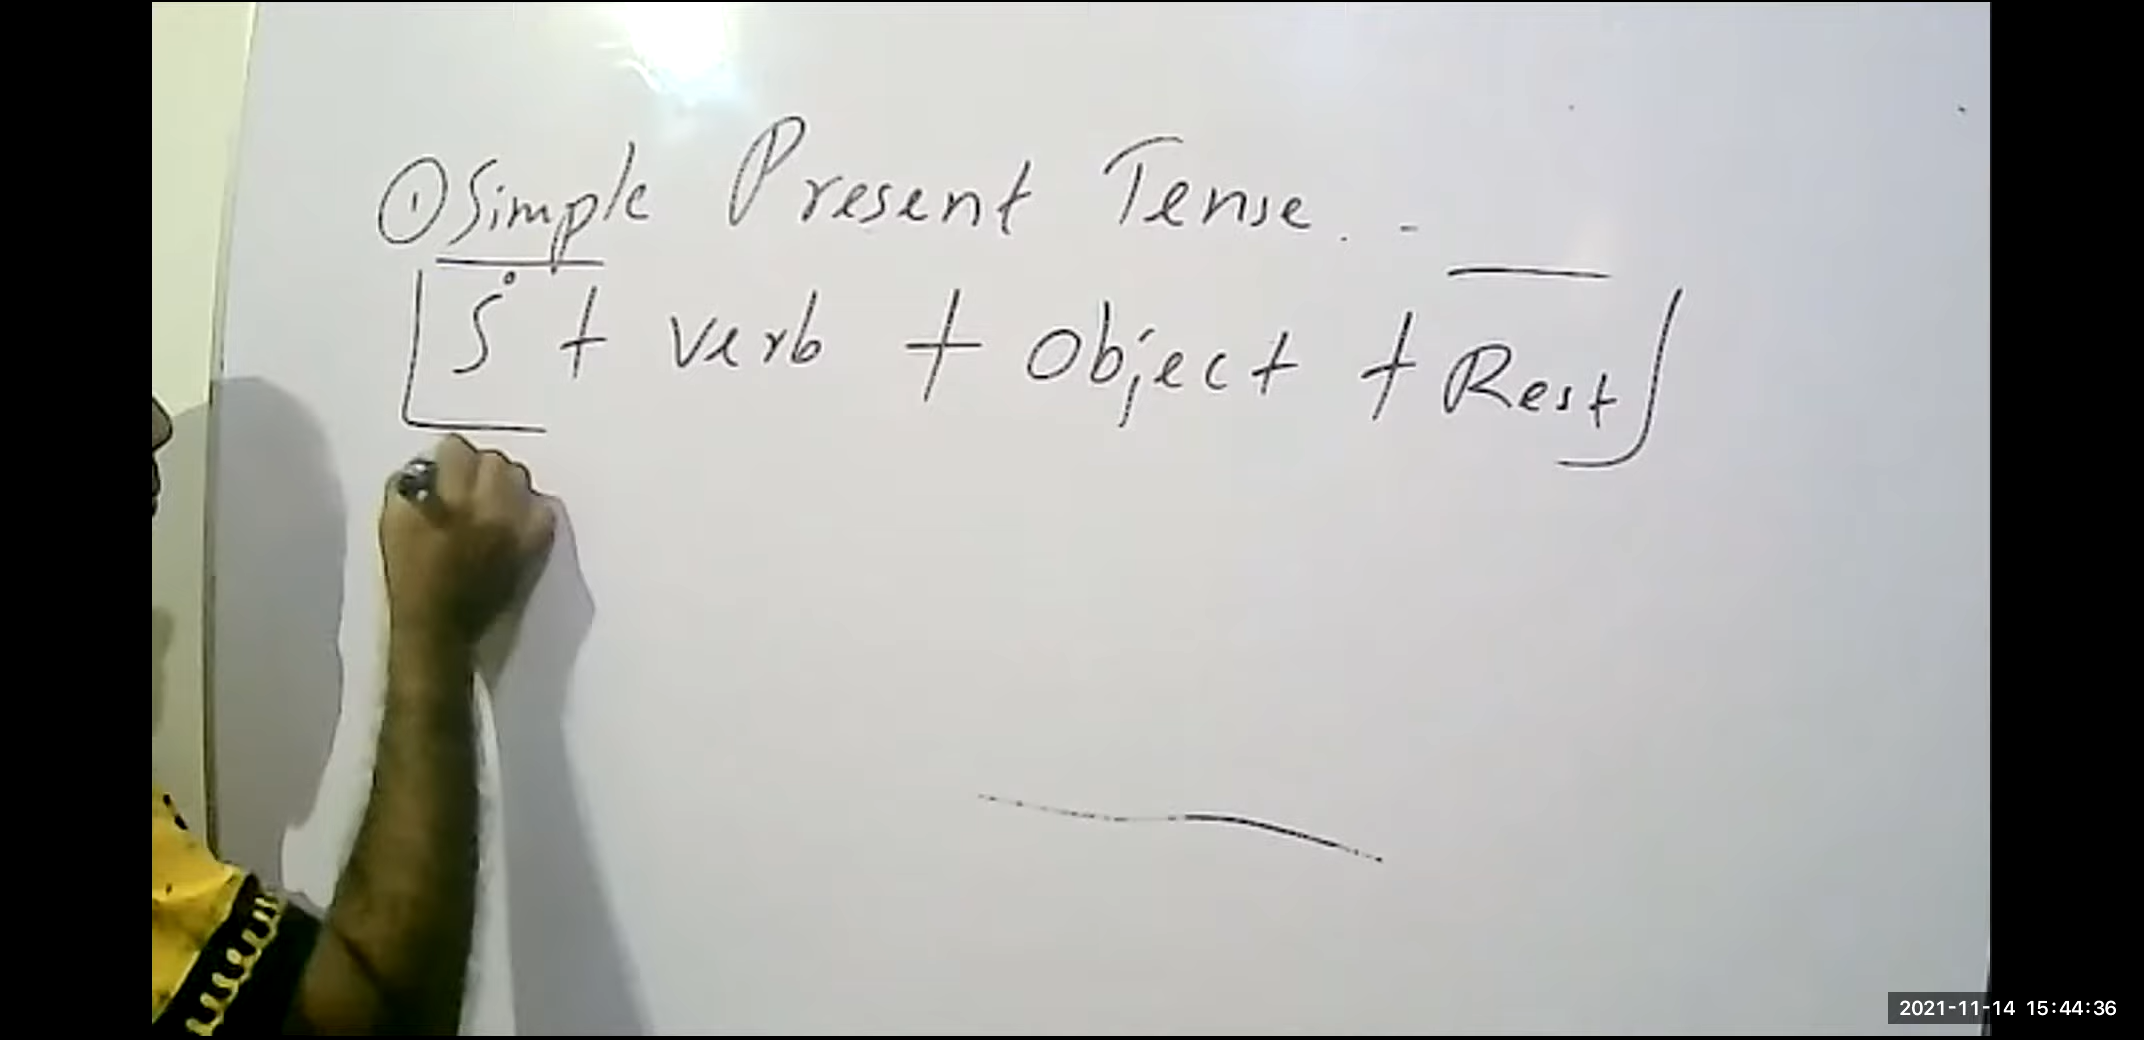 ① Simple Present Tense. -
[S + verb + Object + Rest]
2021-11-14 15:44:36